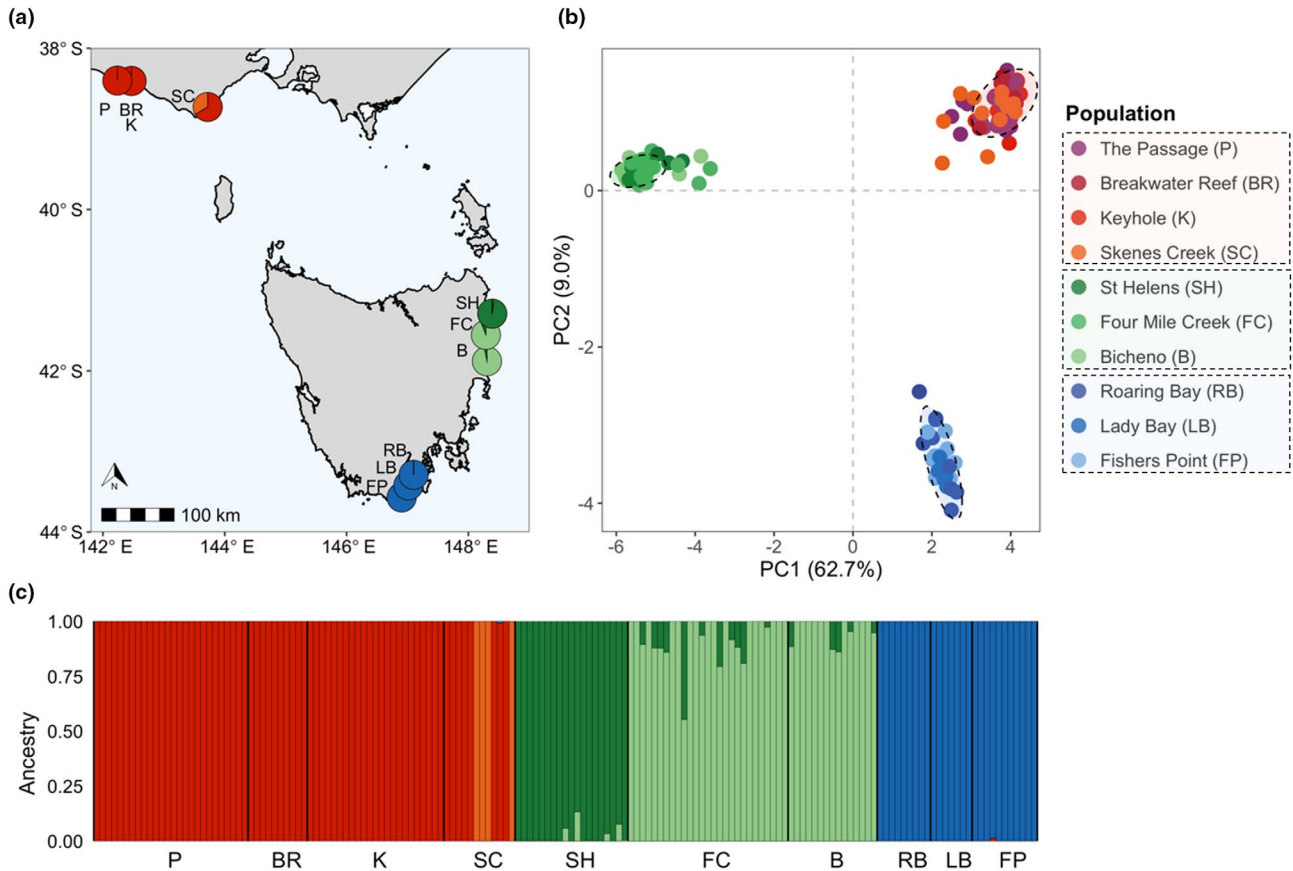 (a)
38° S
40° S
42° S
44° S
142° E
144° E
146° E
148° E
P
BR
K
SC
SH
FC
B
RB
LB
FP
N
100 km
(b)
0
-2
-4
-6
-4
-2
0
2
4
PC2 (9.0%)
PC1 (62.7%)
Population
The Passage (P)
Breakwater Reef (BR)
Keyhole (K)
Skenes Creek (SC)
St Helens (SH)
Four Mile Creek (FC)
Bicheno (B)
Roaring Bay (RB)
Lady Bay (LB)
Fishers Point (FP)
(c)
1.00
0.75
0.50
0.25
0.00
Ancestry
P BR K SC SH FC B RB LB FP